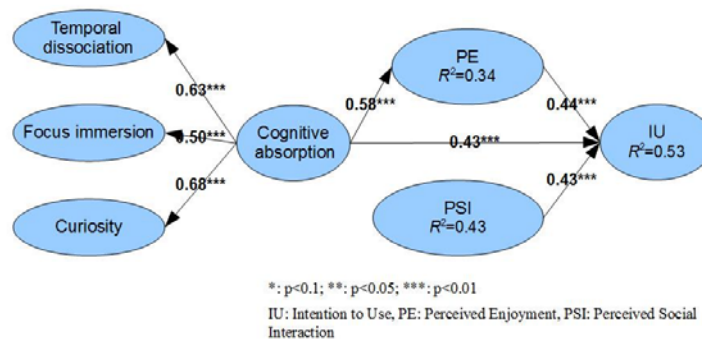 Temporal
dissociation
Focus immersion
Curiosity
0.63***
0.50***
0.68***
Cognitive
absorption
0.58***
0.43***
PE
R²=0.34
PSI
R²=0.43
0.44***
0.43***
IU
R²=0.53
*: p<0.1; **: p<0.05; ***: p<0.01
IU: Intention to Use, PE: Perceived Enjoyment, PSI: Perceived Social
Interaction